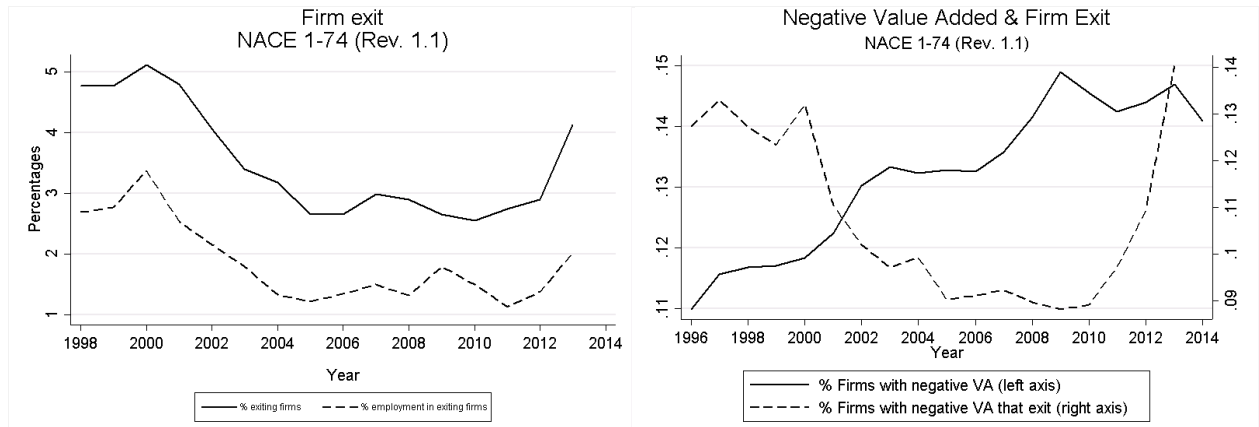 Firm exit
NACE 1-74 (Rev. 1.1)
Percentages
5
4
3
2
1
1998 2000 2002 2004 2006 2008 2010 2012 2014
Year
% exiting firms % employment in exiting firms
Negative Value Added & Firm Exit
NACE 1-74 (Rev. 1.1)
.15
.14
.13
.12
.11
.14
.13
.12
.11
.1
.09
1996 1998 2000 2002 2004 2006 2008 2010 2012 2014
Year
% Firms with negative VA (left axis)
% Firms with negative VA that exit (right axis)